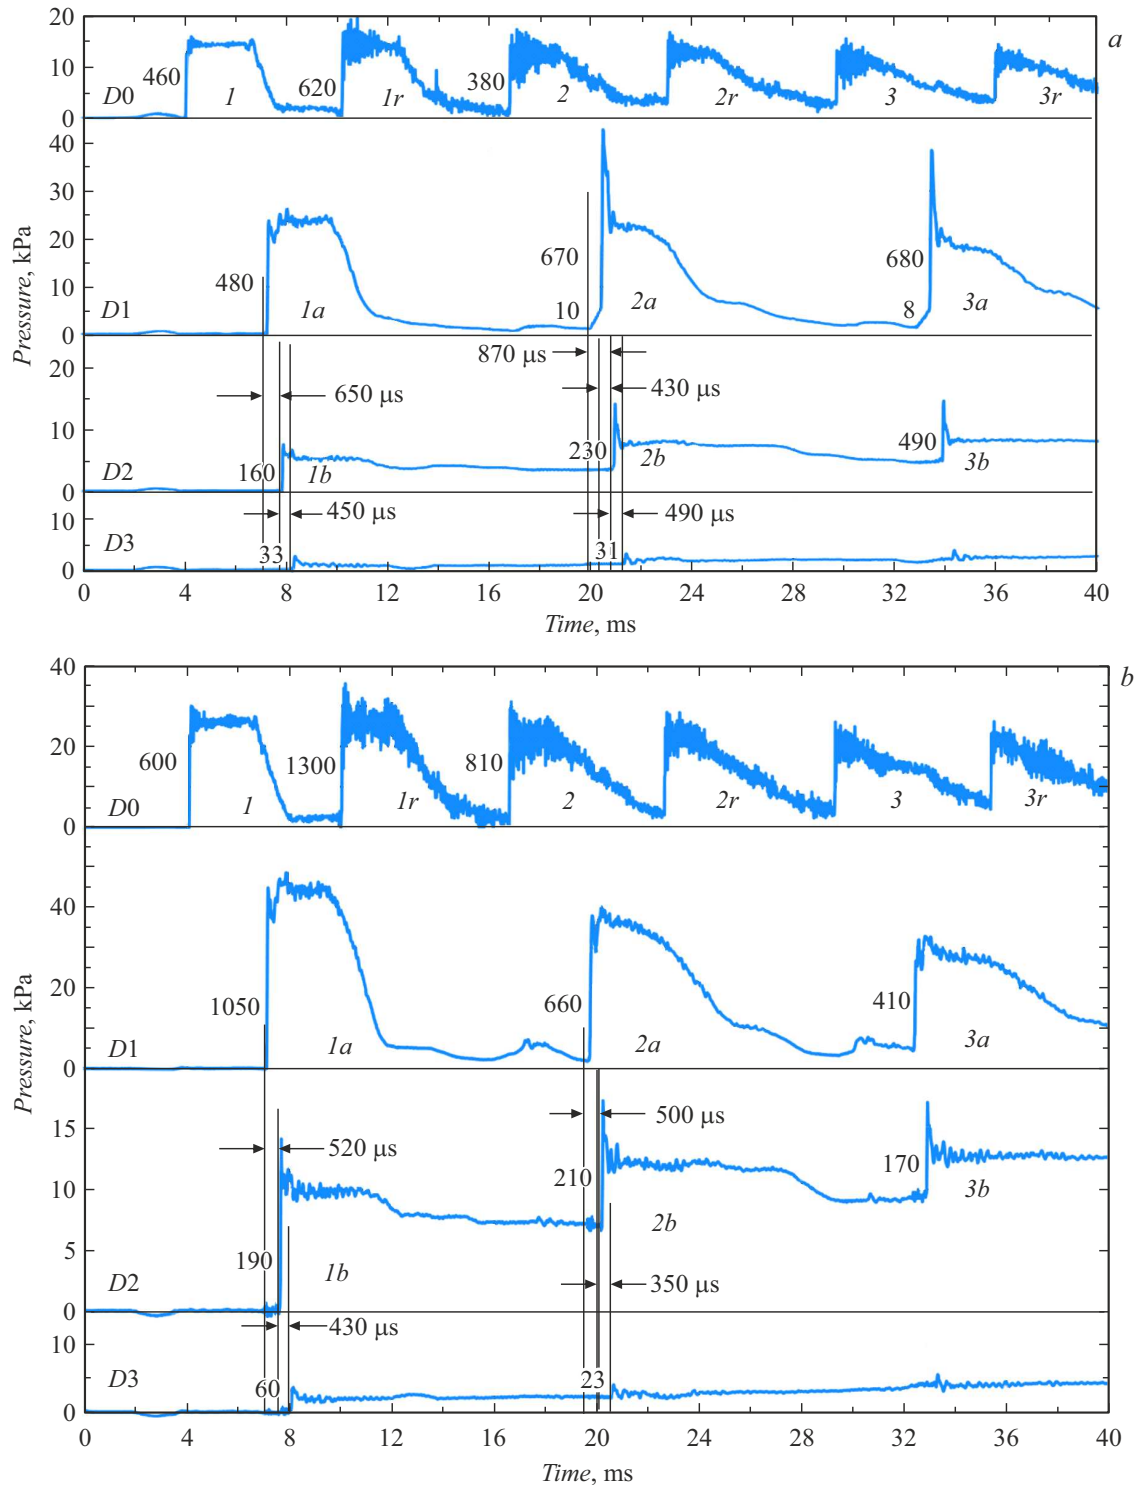 a
20
10
0
460
620
380
D0
1
1r
2
2r
3
3r
40
30
20
10
0
480
670
680
10
8
D1
1a
2a
3a
Pressure, kPa
20
10
0
870 μs
650 μs
430 μs
160
230
490
D2
1b
2b
3b
10
0
450 μs
490 μs
D3
33
31
0 4 8 12 16 20 24 28 32 36 40
Time, ms
b
40
20
0
600
1300
810
D0
1
1r
2
2r
3
3r
40
20
0
1050
660
410
D1
1a
2a
3a
Pressure, kPa
15
10
5
0
520 μs
500 μs
190
210
170
350 μs
D2
1b
2b
3b
10
0
430 μs
D3
60
23
0 4 8 12 16 20 24 28 32 36 40
Time, ms